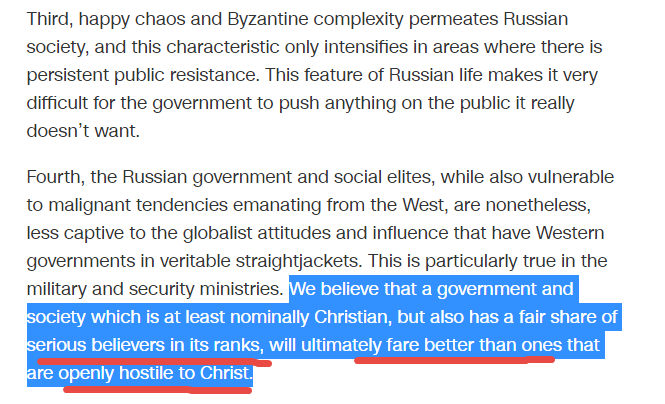 Third, happy chaos and Byzantine complexity permeates Russian
society, and this characteristic only intensifies in areas where there is
persistent public resistance. This feature of Russian life makes it very
difficult for the government to push anything on the public it really
doesn’t want.
Fourth, the Russian government and social elites, while also vulnerable
to malignant tendencies emanating from the West, are nonetheless,
less captive to the globalist attitudes and influence that have Western
governments in veritable straightjackets. This is particularly true in the
military and security ministries. We believe that a government and
society which is at least nominally Christian, but also has a fair share of
serious believers in its ranks, will ultimately fare better than ones that
are openly hostile to Christ.